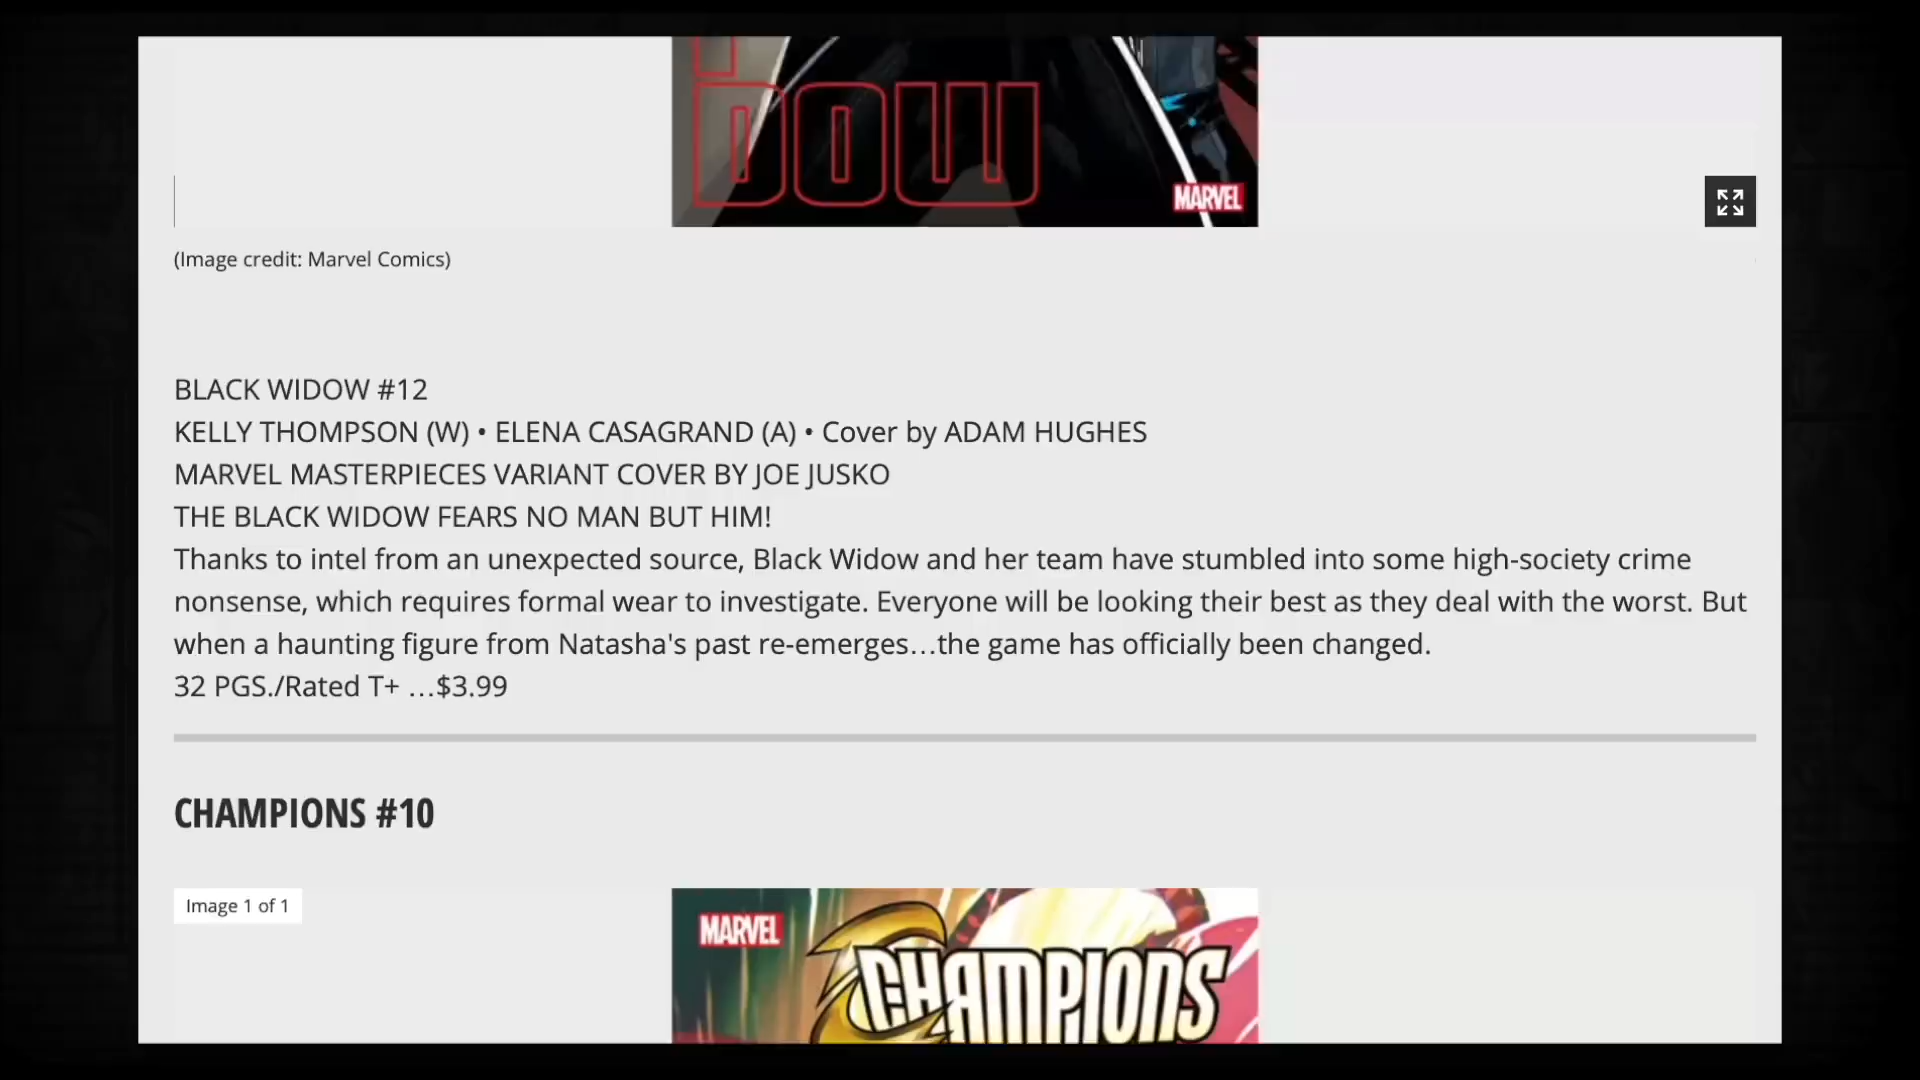 DOW
MARVEL
(Image credit: Marvel Comics)
BLACK WIDOW #12
KELLY THOMPSON (W) • ELENA CASAGRAND (A) • Cover by ADAM HUGHES
MARVEL MASTERPIECES VARIANT COVER BY JOE JUSKO
THE BLACK WIDOW FEARS NO MAN BUT HIM!
Thanks to intel from an unexpected source, Black Widow and her team have stumbled into some high-society crime
nonsense, which requires formal wear to investigate. Everyone will be looking their best as they deal with the worst. But
when a haunting figure from Natasha's past re-emerges…the game has officially been changed.
32 PGS./Rated T+ …$3.99
CHAMPIONS #10
Image 1 of 1
MARVEL
CHAMPIONS